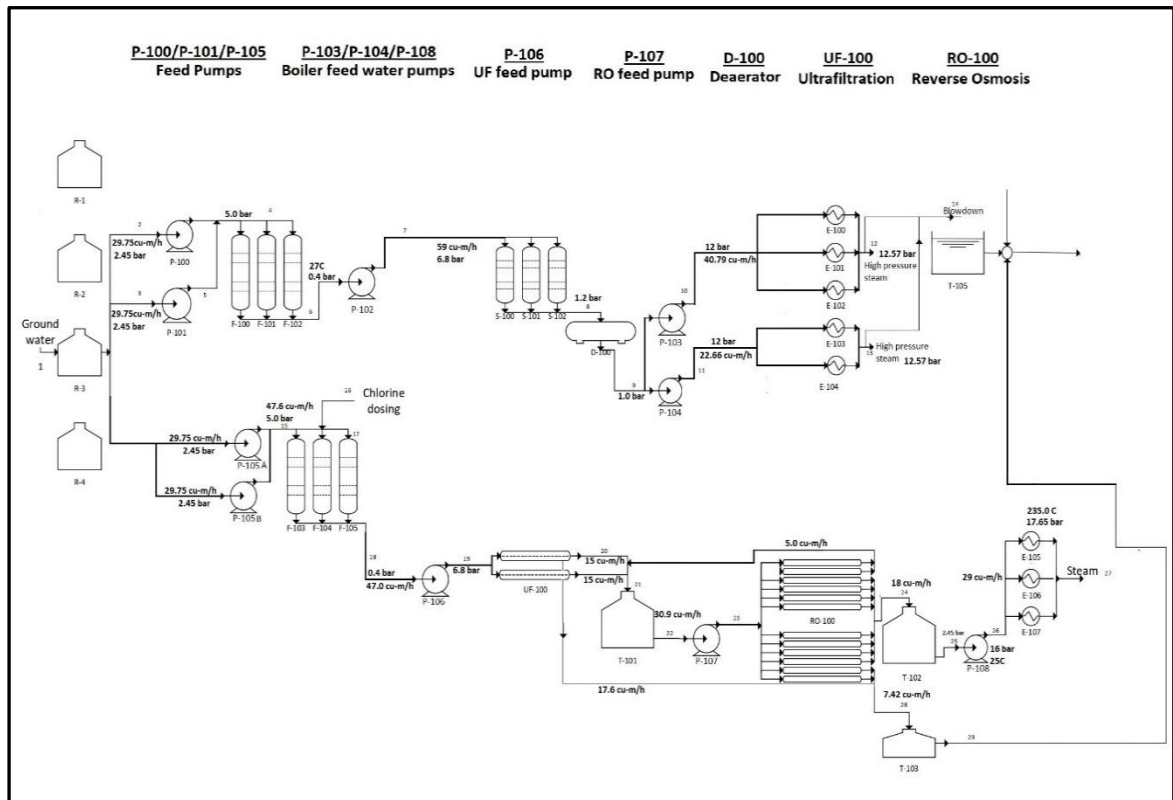 P-100/P-101/P-105
Feed Pumps
P-103/P-104/P-108
Boiler feed water pumps
P-106
UF feed pump
P-107
RO feed pump
D-100
Deaerator
UF-100
Ultrafiltration
RO-100
Reverse Osmosis
R-1
R-2
R-3
R-4
Ground
water
1
2
29.75cu-m/h
2.45 bar
P-100
3
29.75cu-m/h
2.45 bar
P-101
5
5.0 bar
4
F-100
F-101
F-102
6
27C
0.4 bar
P-102
7
59 cu-m/h
6.8 bar
S-100
S-101
S-102
1.2 bar
8
D-100
9
1.0 bar
P-103
10
12 bar
40.79 cu-m/h
P-104
11
12 bar
22.66 cu-m/h
E-100
E-101
E-102
12
12.57 bar
High pressure
steam
14
Blowdown
T-105
E-103
E-104
13
High pressure
steam
12.57 bar
29.75 cu-m/h
2.45 bar
P-105A
29.75 cu-m/h
2.45 bar
P-105B
47.6 cu-m/h
5.0 bar
15
16
Chlorine
dosing
17
F-103
F-104
F-105
18
0.4 bar
47.0 cu-m/h
P-106
19
6.8 bar
UF-100
20
15 cu-m/h
15 cu-m/h
21
T-101
30.9 cu-m/h
22
P-107
23
5.0 cu-m/h
RO-100
17.6 cu-m/h
18 cu-m/h
24
T-102
2.45 bar
25
P-108
26
16 bar
25C
29 cu-m/h
235.0 C
17.65 bar
E-105
E-106
E-107
Steam
27
7.42 cu-m/h
28
T-103
29